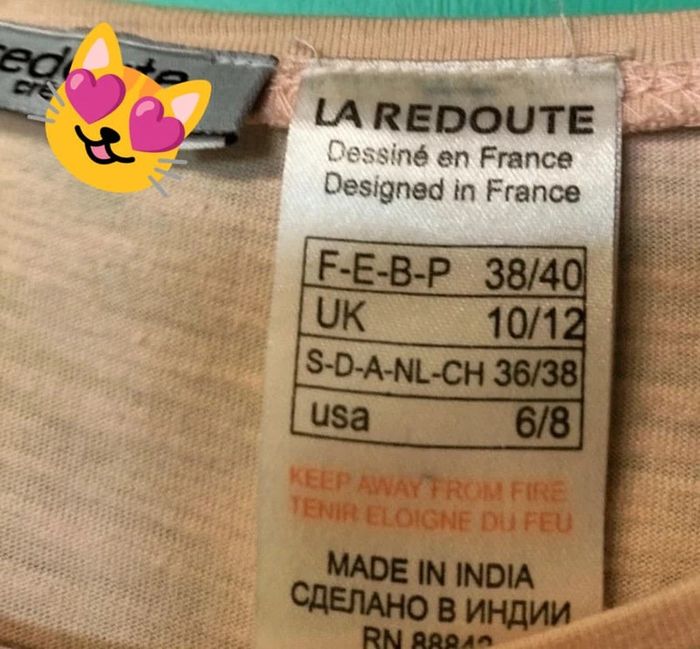 LA REDOUTE
Dessiné en France
Designed in France
F-E-B-P 38/40
UK 10/12
S-D-A-NL-CH 36/38
usa 6/8
KEEP AWAY FROM FIRE
TENIR ELOIGNE DU FEU
MADE IN INDIA
СДЕЛАНО В ИНДИИ
RN